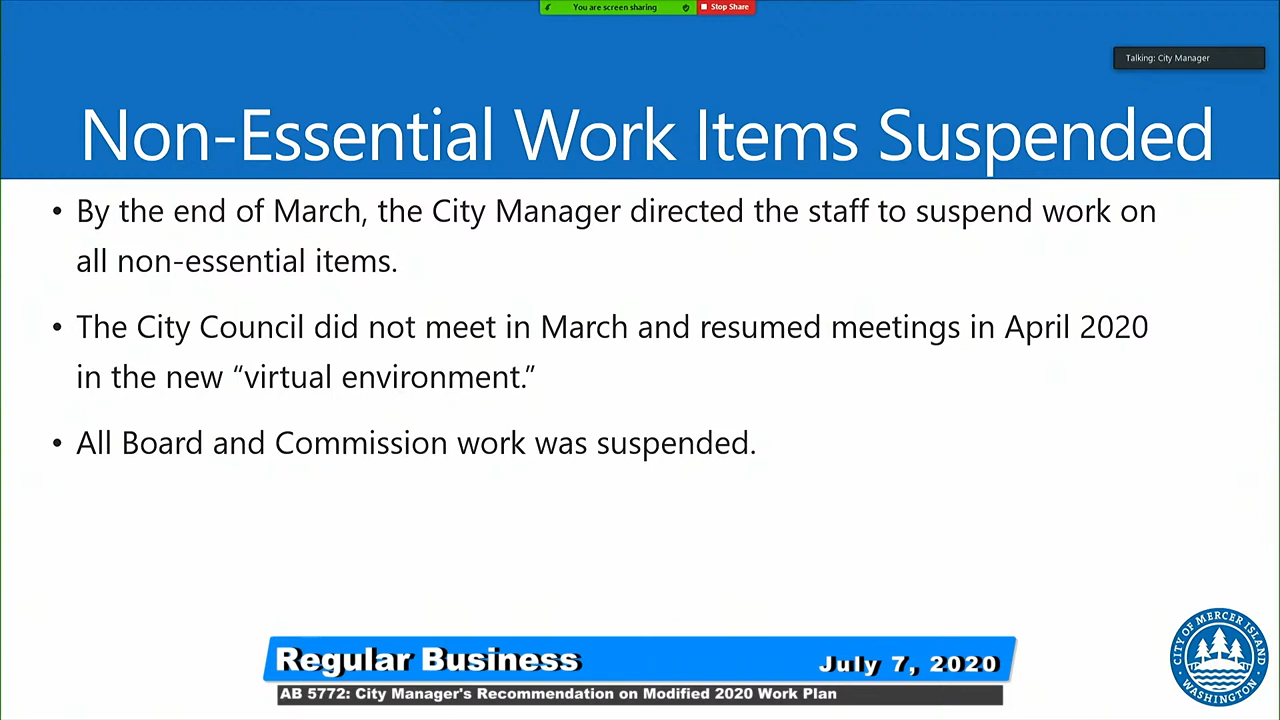 You are screen sharing
Stop Share
Talking: City Manager
Non-Essential Work Items Suspended
• By the end of March, the City Manager directed the staff to suspend work on
all non-essential items.
• The City Council did not meet in March and resumed meetings in April 2020
in the new “virtual environment.”
• All Board and Commission work was suspended.
Regular Business
July 7, 2020
AB 5772: City Manager's Recommendation on Modified 2020 Work Plan
CITY OF MERCER ISLAND
WASHINGTON